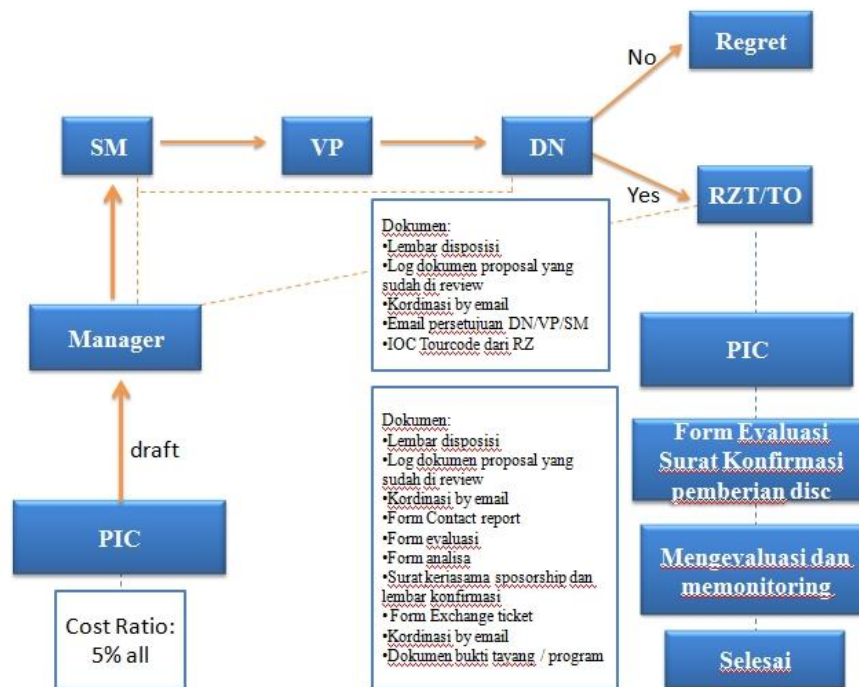 Regret
No
SM
VP
DN
Yes
RZT/TO
Dokumen:
•Lembar disposisi
•Log dokumen proposal yang
sudah di review
•Kordinasi by email
•Email persetujuan DN/VP/SM
•IOC Tourcode dari RZ
Manager
PIC
draft
Dokumen:
•Lembar disposisi
•Log dokumen proposal yang
sudah di review
•Kordinasi by email
•Form Contact report
•Form evaluasi
•Form analisa
•Surat kerjasama sposorship dan
lembar konfirmasi
•Form Exchange ticket
•Kordinasi by email
•Dokumen bukti tayang / program
Form Evaluasi
Surat Konfirmasi
pemberian disc
PIC
Mengevaluasi dan
memonitoring
Cost Ratio:
5% all
Selesai